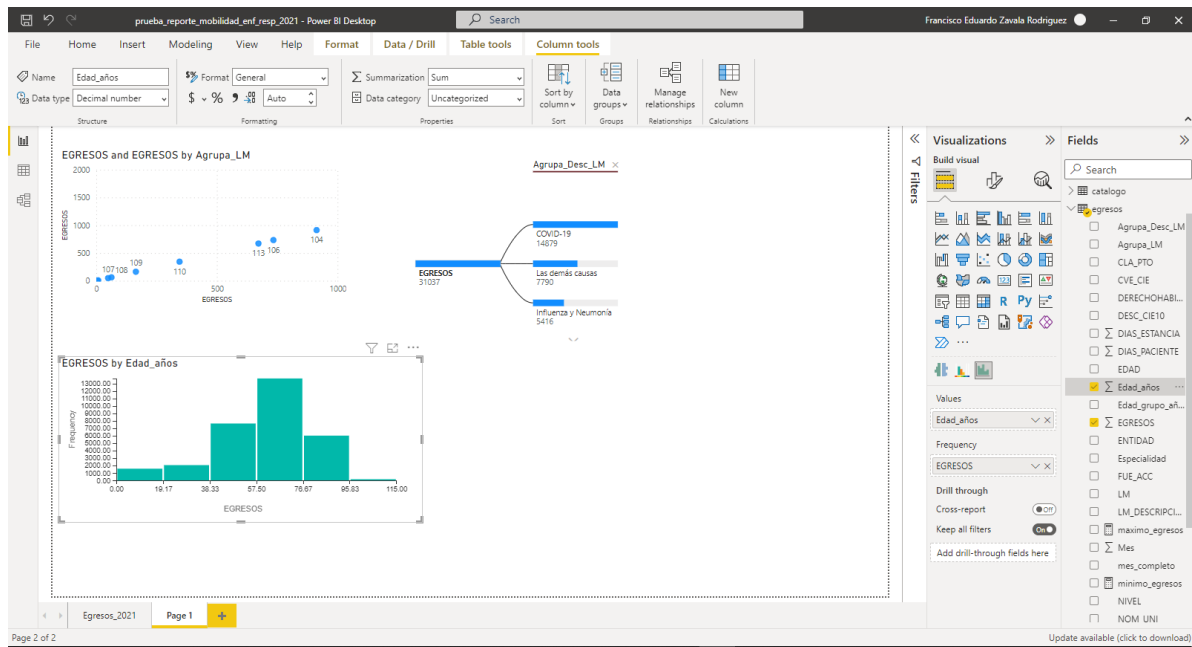 prueba_reporte_mobilidad_enf_resp_2021 - Power BI Desktop
Search
Francisco Eduardo Zavala Rodriguez
File Home Insert Modeling View Help Format Data / Drill Table tools Column tools
Name Edad_años
Data type Decimal number
Structure
Format General
$ % 9 Auto
Formatting
Summarization Sum
Data category Uncategorized
Properties
Sort by column
Sort
Data groups
Groups
Manage relationships
Relationships
New column
Calculations
EGRESOS and EGRESOS by Agrupa_LM
2000
1500
1000
500
0
EGRESOS
107 108 109 110 113 106 104
0 500 1000
EGRESOS
Agrupa_Desc_LM
EGRESOS
31037
COVID-19
14879
Las demás causas
7790
Influenza y Neumonía
5416
EGRESOS by Edad_años
13000.00
12000.00
11000.00
10000.00
9000.00
8000.00
7000.00
6000.00
5000.00
4000.00
3000.00
2000.00
1000.00
0.00
Frequency
0.00 19.17 38.33 57.50 76.67 95.83 115.00
EGRESOS
Filters
Visualizations
Build visual
R Py
123
Values
Edad_años
Frequency
EGRESOS
Drill through
Cross-report Off
Keep all filters On
Add drill-through fields here
Fields
Search
catalogo
egresos
Agrupa_Desc_LM
Agrupa_LM
CLA_PTO
CVE_CIE
DERECHOHABI...
DESC_CIE10
DIAS_ESTANCIA
DIAS_PACIENTE
EDAD
Edad_años
Edad_grupo_añ...
EGRESOS
ENTIDAD
Especialidad
FUE_ACC
LM
LM_DESCRIPCI...
maximo_egresos
Mes
mes_completo
minimo_egresos
NIVEL
NOM UNI
Egresos_2021 Page 1
Page 2 of 2
Update available (click to download)